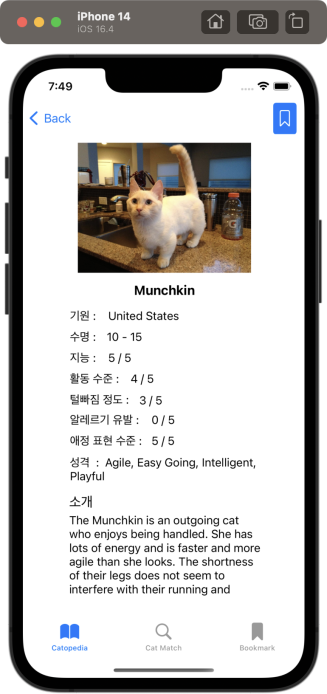 iPhone 14
iOS 16.4
7:49
Back
Munchkin
기원 : United States
수명 : 10 - 15
지능 : 5 / 5
활동 수준 : 4 / 5
털빠짐 정도 : 3 / 5
알레르기 유발 : 0 / 5
애정 표현 수준 : 5 / 5
성격 : Agile, Easy Going, Intelligent,
Playful
소개
The Munchkin is an outgoing cat
who enjoys being handled. She has
lots of energy and is faster and more
agile than she looks. The shortness
of their legs does not seem to
interfere with their running and
Catopedia
Cat Match
Bookmark